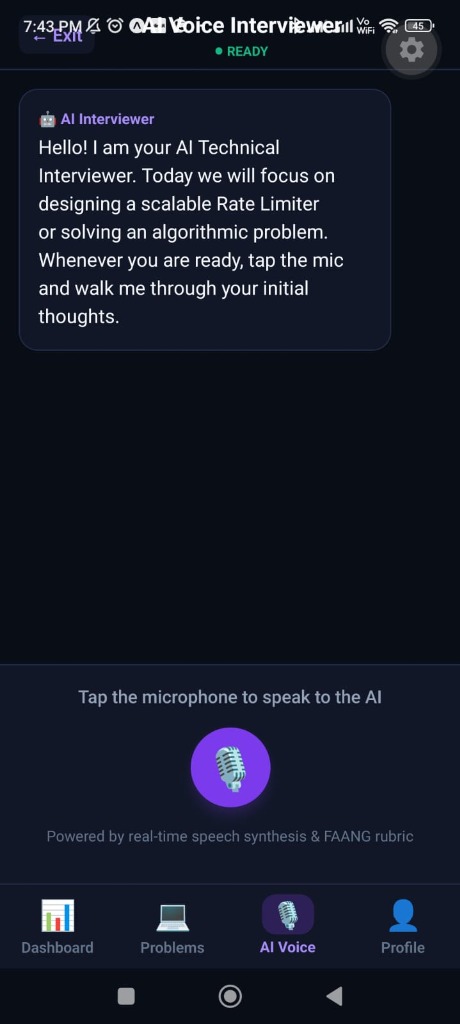 7:43 PM
AI Voice Interviewer
Vo
WiFi
45
← Exit
● READY
AI Interviewer
Hello! I am your AI Technical
Interviewer. Today we will focus on
designing a scalable Rate Limiter
or solving an algorithmic problem.
Whenever you are ready, tap the mic
and walk me through your initial
thoughts.
Tap the microphone to speak to the AI
Powered by real-time speech synthesis & FAANG rubric
Dashboard
Problems
AI Voice
Profile